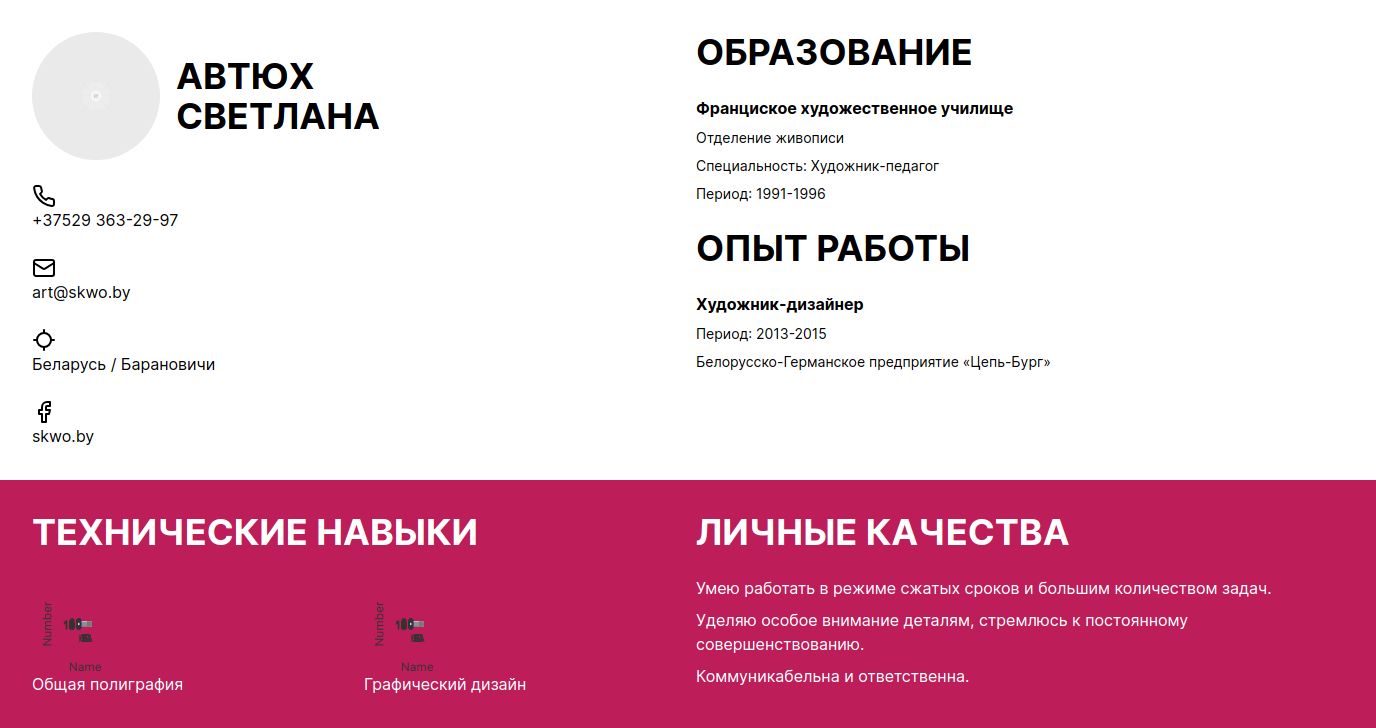 АВТЮХ
СВЕТЛАНА
+37529 363-29-97
art@skwo.by
Беларусь / Барановичи
skwo.by
ОБРАЗОВАНИЕ
Франциское художественное училище
Отделение живописи
Специальность: Художник-педагог
Период: 1991-1996
ОПЫТ РАБОТЫ
Художник-дизайнер
Период: 2013-2015
Белорусско-Германское предприятие «Цепь-Бург»
ТЕХНИЧЕСКИЕ НАВЫКИ
Number
Name
Общая полиграфия
Number
Name
Графический дизайн
ЛИЧНЫЕ КАЧЕСТВА
Умею работать в режиме сжатых сроков и большим количеством задач.
Уделяю особое внимание деталям, стремлюсь к постоянному
совершенствованию.
Коммуникабельна и ответственна.